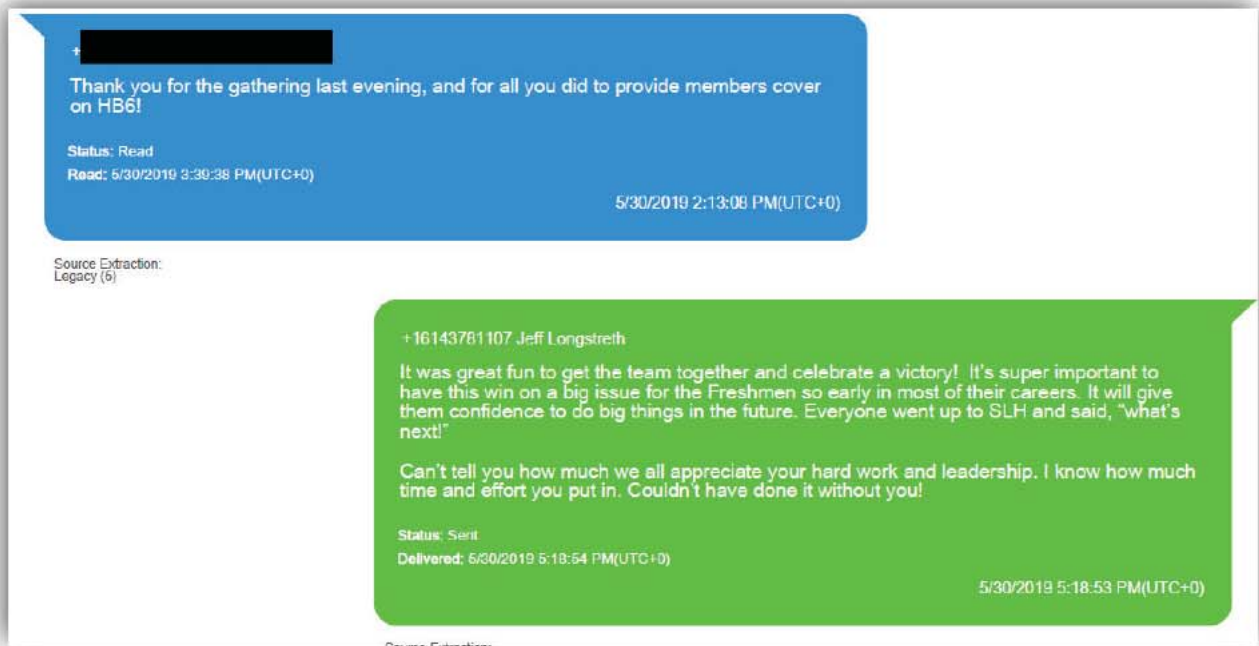 +
Thank you for the gathering last evening, and for all you did to provide members cover
on HB6!
Status: Read
Read: 5/30/2019 3:39:38 PM(UTC+0)
5/30/2019 2:13:08 PM(UTC+0)
Source Extraction:
Legacy (5)
+16143781107 Jeff Longstreth
It was great fun to get the team together and celebrate a victory!  It's super important to
have this win on a big issue for the Freshmen so early in most of their careers. It will give
them confidence to do big things in the future. Everyone went up to SLH and said, "what's
next!"
Can't tell you how much we all appreciate your hard work and leadership. I know how much
time and effort you put in. Couldn't have done it without you!
Status: Sent
Delivered: 5/30/2019 5:18:54 PM(UTC+0)
5/30/2019 5:18:53 PM(UTC+0)
Source Extraction: